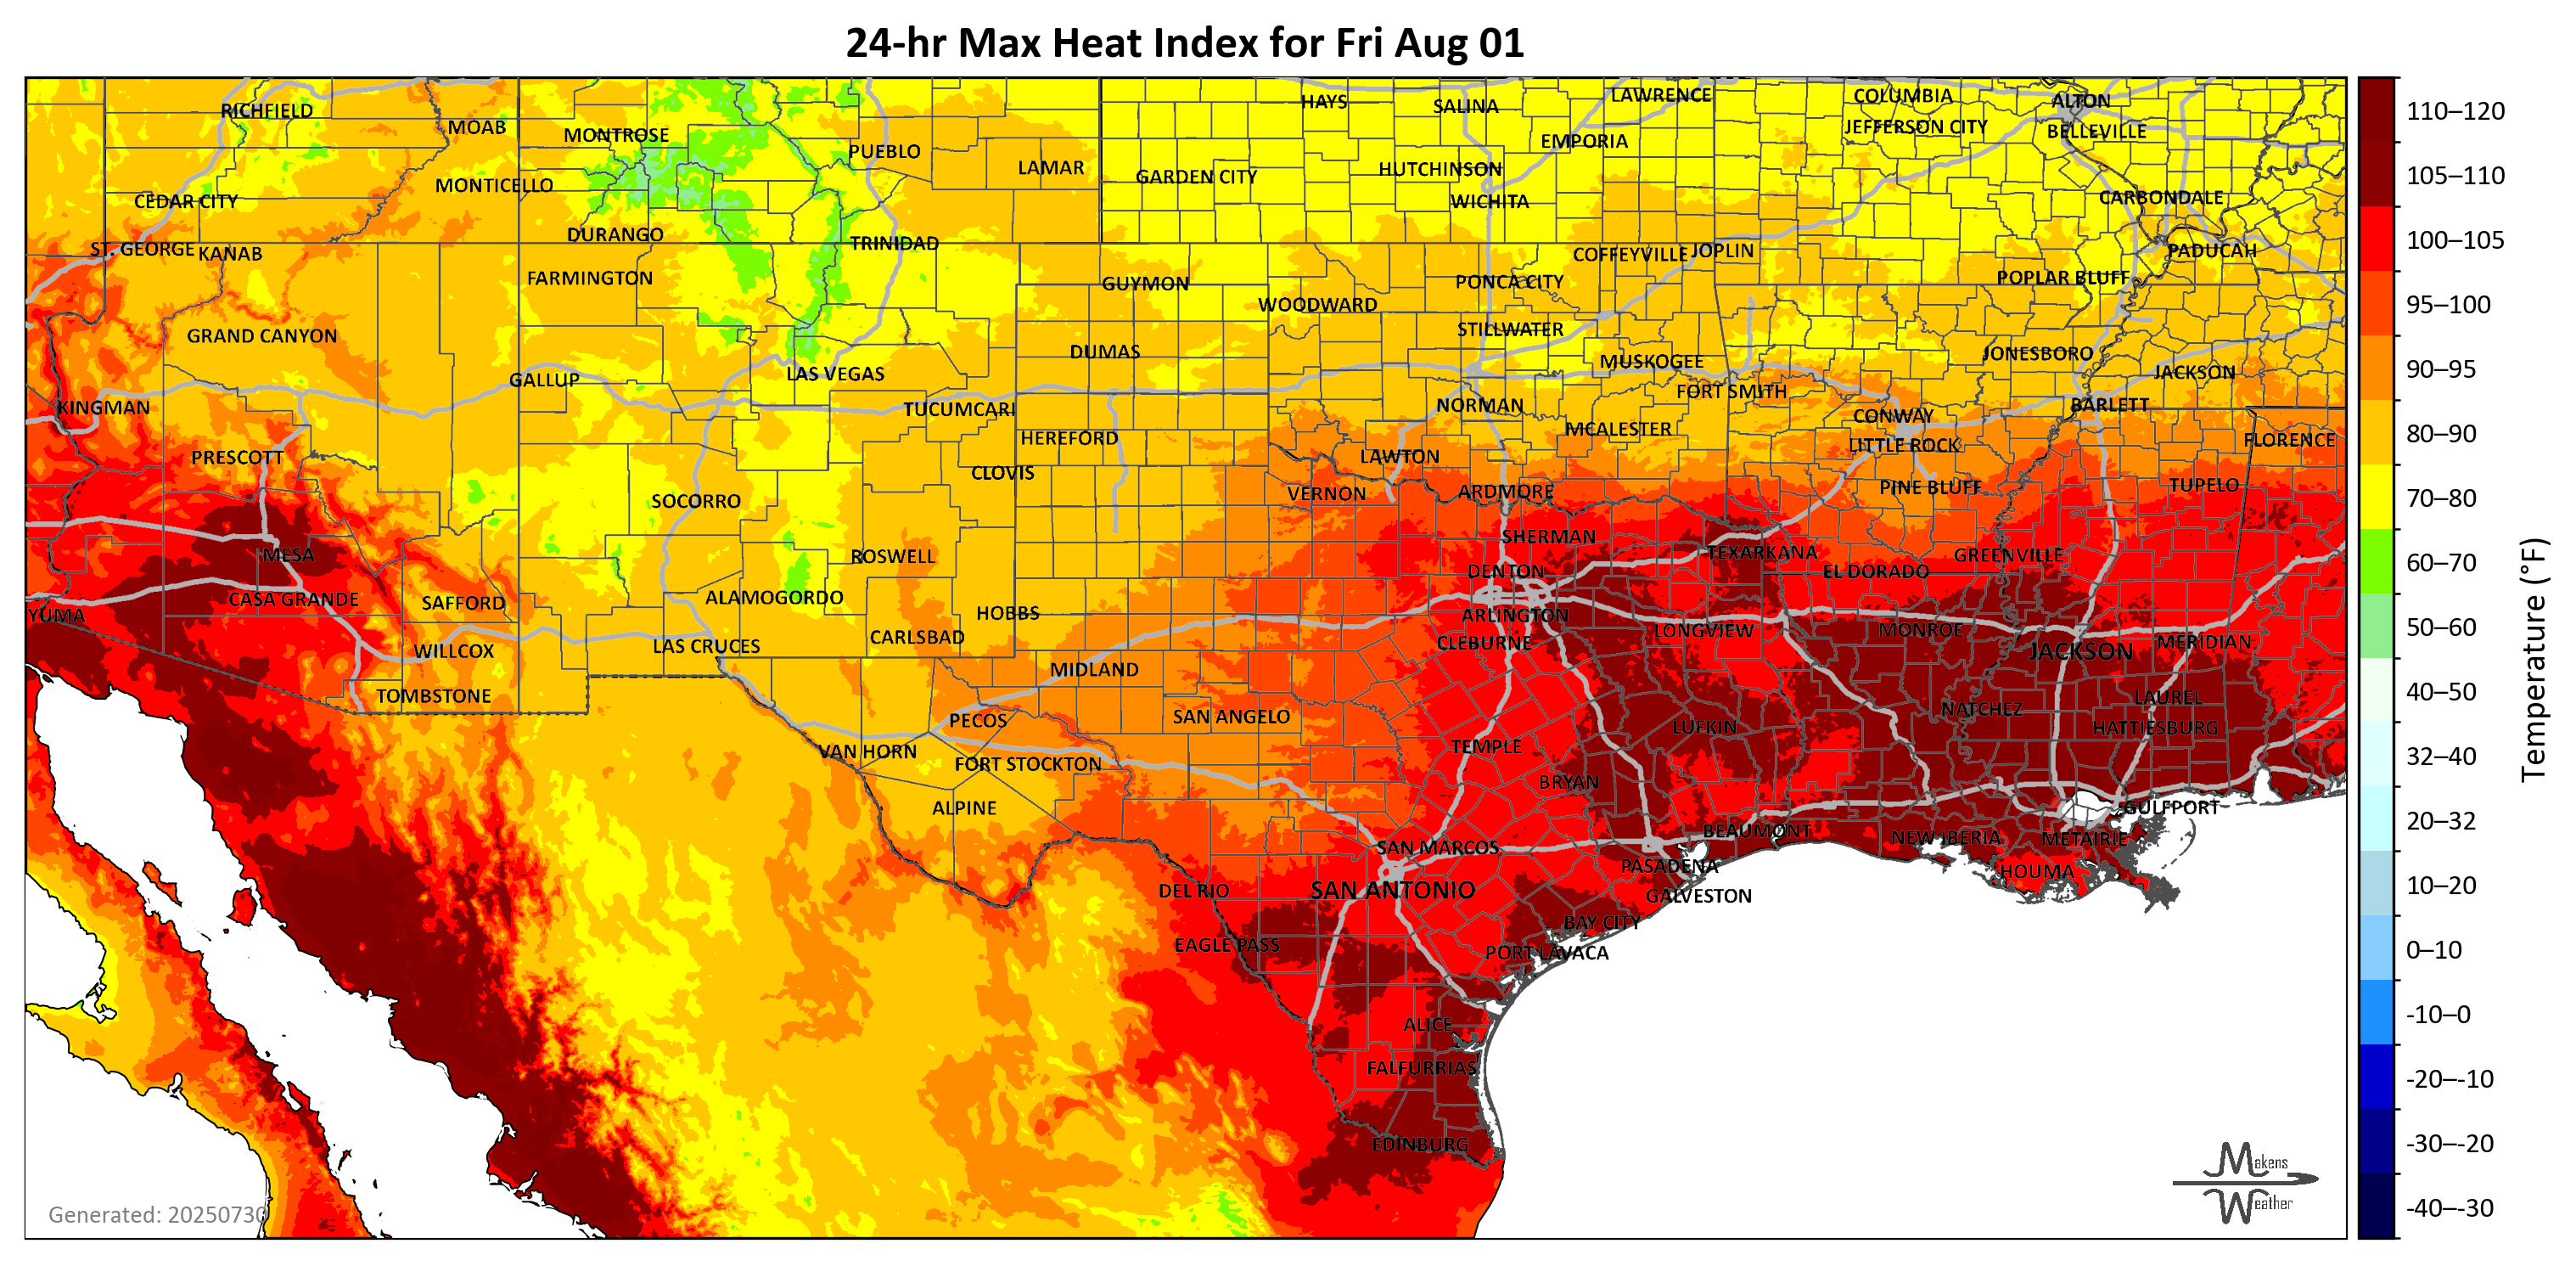 24-hr Max Heat Index for Fri Aug 01
RICHFIELD
MOAB
MONTROSE
PUEBLO
LAMAR
HAYS
SALINA
LAWRENCE
COLUMBIA
ALTON
JEFFERSON CITY
BELLEVILLE
EMPORIA
MONTICELLO
GARDEN CITY
HUTCHINSON
WICHITA
CARBONDALE
CEDAR CITY
DURANGO
TRINIDAD
ST. GEORGE
KANAB
COFFEYVILLE
JOPLIN
PADUCAH
FARMINGTON
GUYMON
PONCA CITY
POPLAR BLUFF
WOODWARD
GRAND CANYON
STILLWATER
DUMAS
MUSKOGEE
JONESBORO
GALLUP
LAS VEGAS
JACKSON
FORT SMITH
KINGMAN
TUCUMCARI
NORMAN
CONWAY
BARLETT
HEREFORD
MCALESTER
LITTLE ROCK
FLORENCE
PRESCOTT
CLOVIS
LAWTON
SOCORRO
VERNON
ARDMORE
PINE BLUFF
TUPELO
MESA
ROSWELL
SHERMAN
TEXARKANA
GREENVILLE
DENTON
EL DORADO
CASA GRANDE
SAFFORD
ALAMOGORDO
HOBBS
ARLINGTON
YUMA
WILLCOX
LAS CRUCES
CARLSBAD
CLEBURNE
LONGVIEW
MONROE
JACKSON
MERIDIAN
MIDLAND
TOMBSTONE
PECOS
SAN ANGELO
NATCHEZ
LAUREL
VAN HORN
FORT STOCKTON
TEMPLE
LUFKIN
HATTIESBURG
BRYAN
ALPINE
GULFPORT
SAN MARCOS
BEAUMONT
NEW IBERIA
METAIRIE
DEL RIO
SAN ANTONIO
PASADENA
HOUMA
GALVESTON
EAGLE PASS
BAY CITY
PORT LAVACA
ALICE
FALFURRIAS
EDINBURG
Generated: 20250730
Makens
Weather
110–120
105–110
100–105
95–100
90–95
80–90
70–80
60–70
50–60
40–50
32–40
20–32
10–20
0–10
-10–0
-20–-10
-30–-20
-40–-30
Temperature (°F)